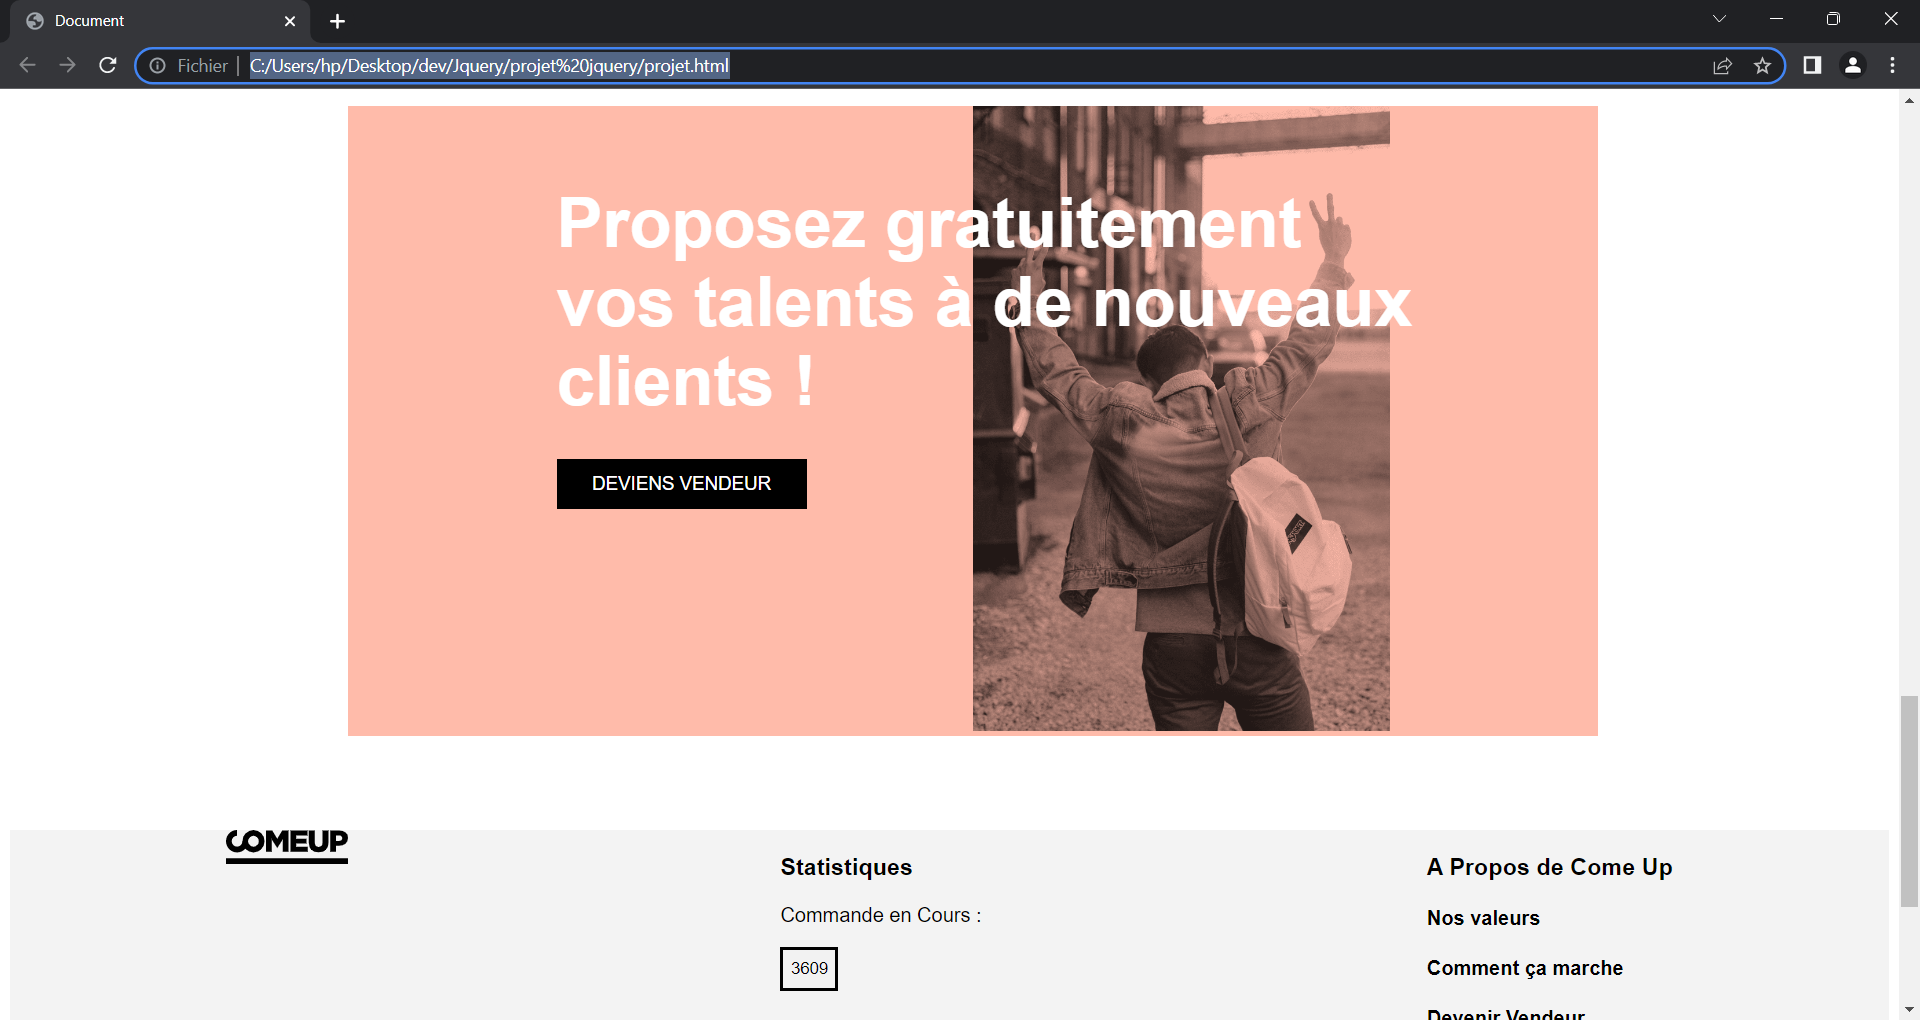 Document
Fichier
C:/Users/hp/Desktop/dev/Jquery/projet%20jquery/projet.html
Proposez gratuitement
vos talents à de nouveaux
clients !
DEVIENS VENDEUR
COMEUP
Statistiques
Commande en Cours :
3609
A Propos de Come Up
Nos valeurs
Comment ça marche
Devenir Vendeur